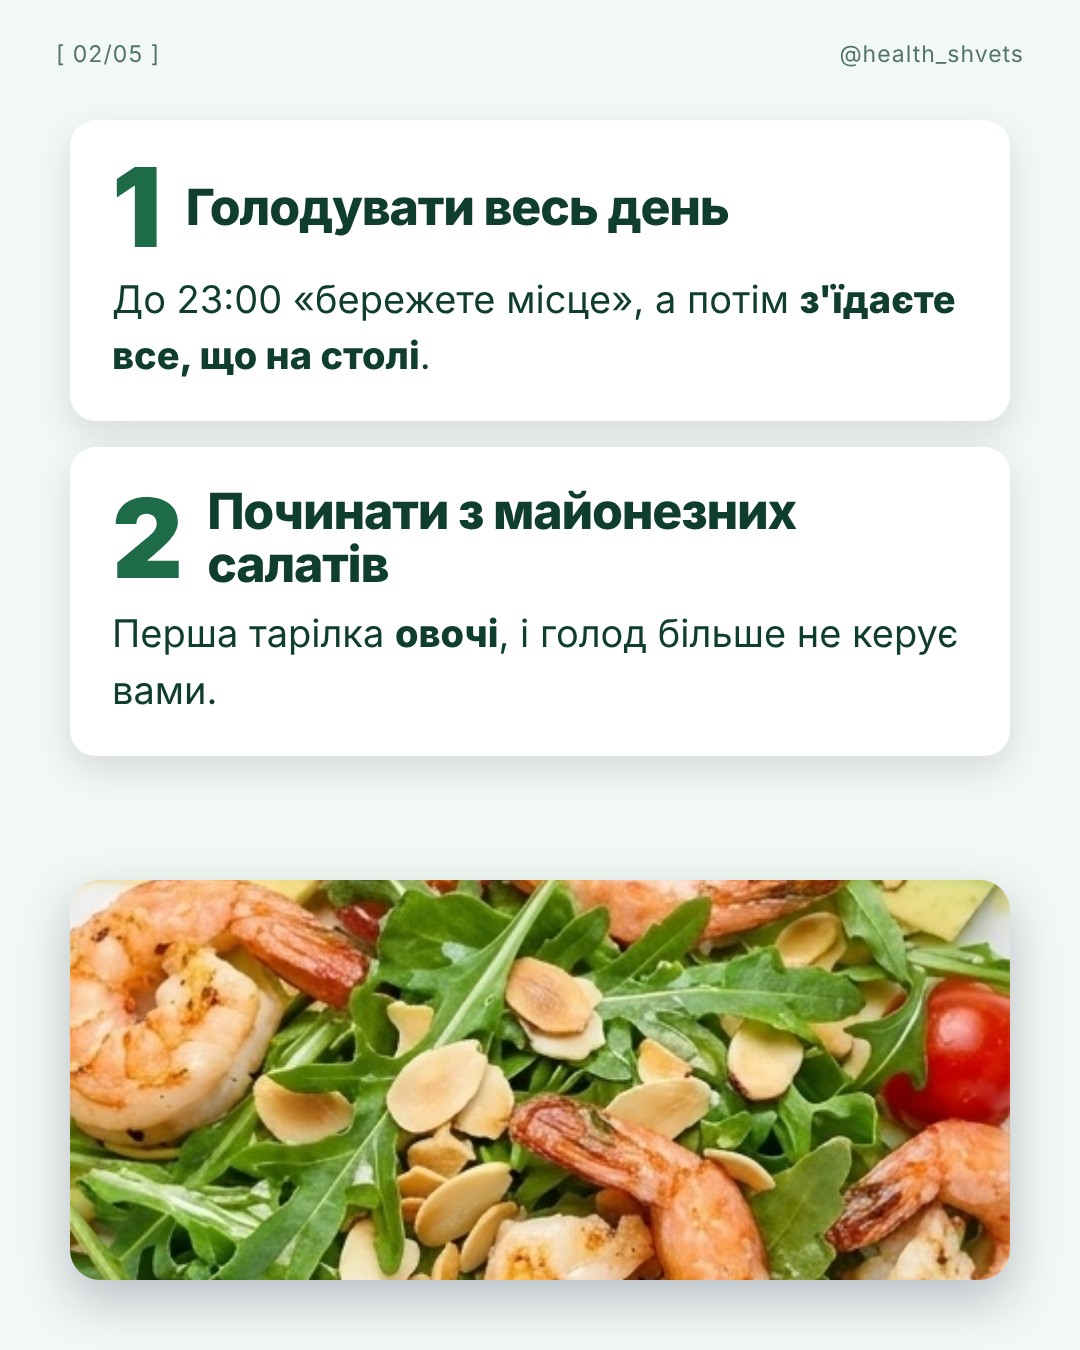 [ 02/05 ]
@health_shvets
1 Голодувати весь день
До 23:00 «бережете місце», а потім з'їдаєте
все, що на столі.
2 Починати з майонезних
салатів
Перша тарілка овочі, і голод більше не керує
вами.